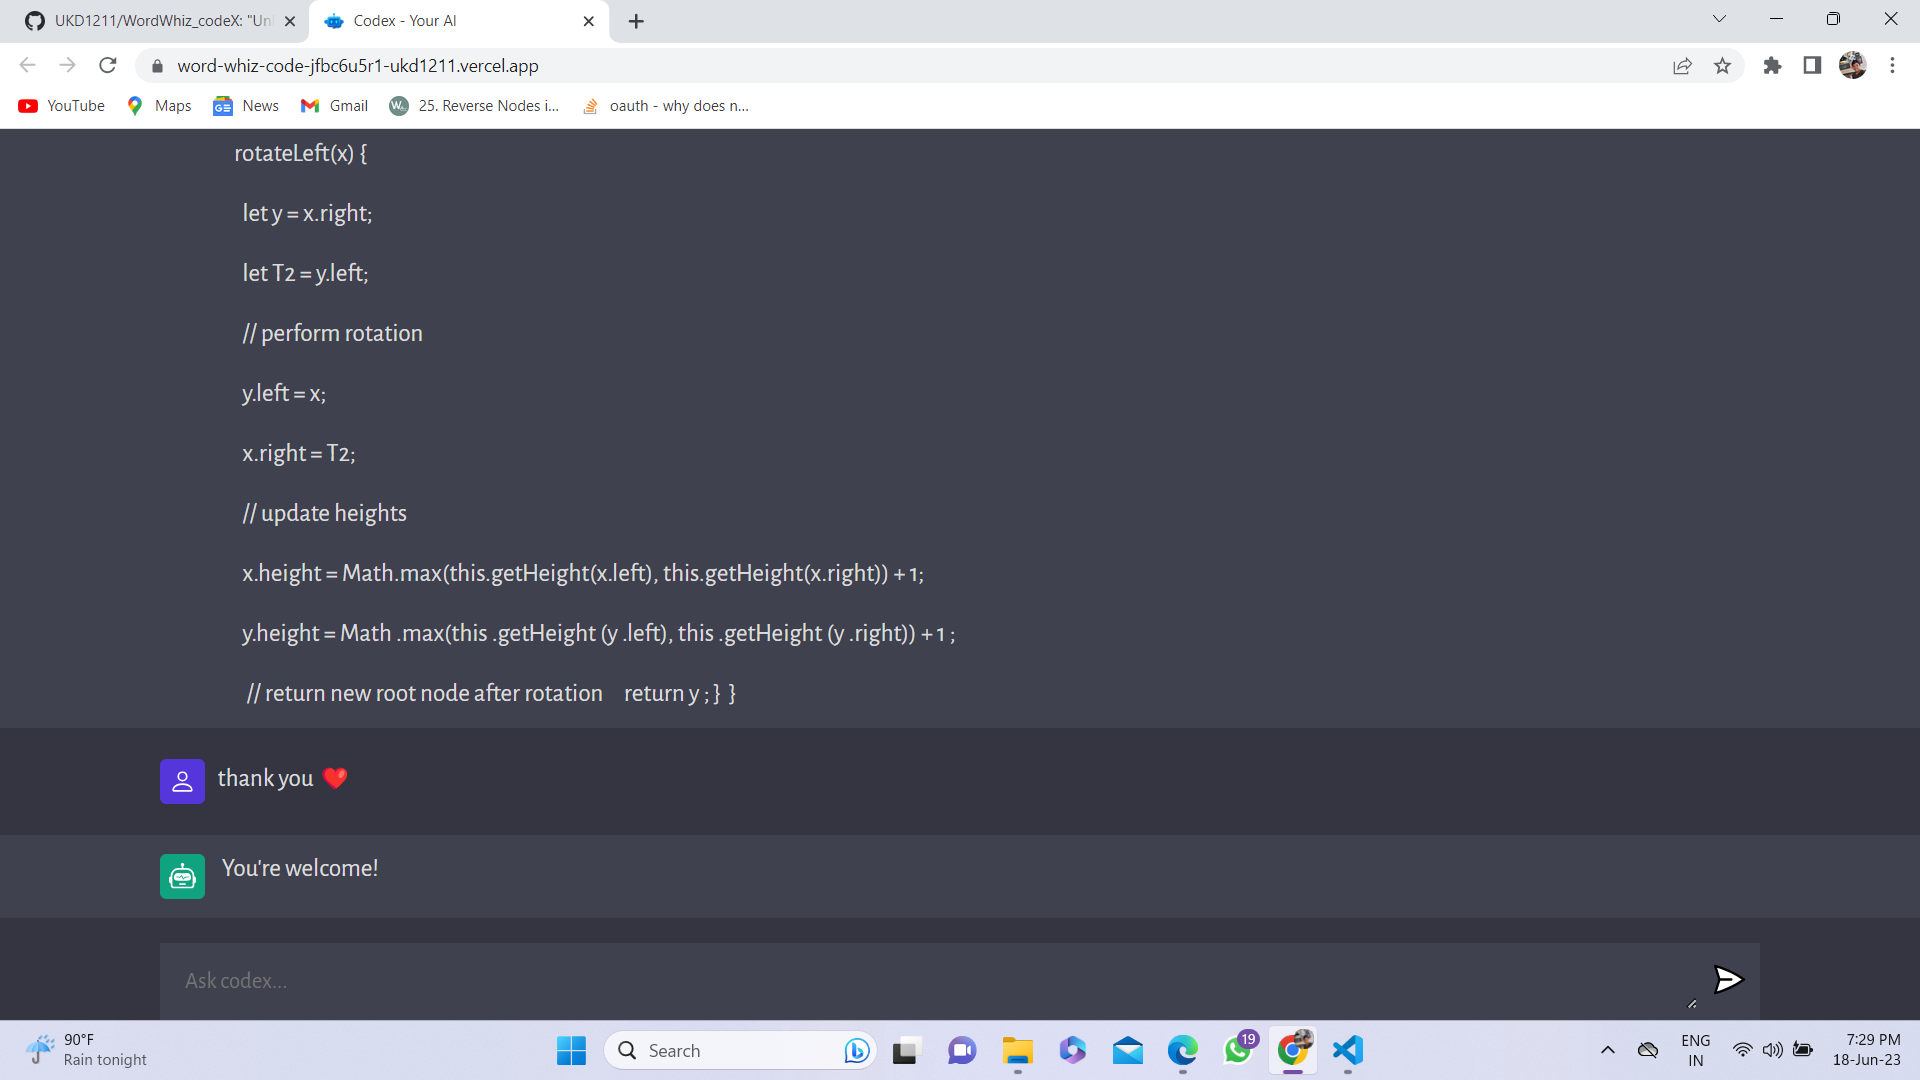 UKD1211/WordWhiz_codeX: "Un
Codex - Your AI
word-whiz-code-jfbc6u5r1-ukd1211.vercel.app
YouTube
Maps
News
Gmail
25. Reverse Nodes i...
oauth - why does n...
rotateLeft(x) {
let y = x.right;
let T2 = y.left;
// perform rotation
y.left = x;
x.right = T2;
// update heights
x.height = Math.max(this.getHeight(x.left), this.getHeight(x.right)) + 1;
y.height = Math .max(this .getHeight (y .left), this .getHeight (y .right)) + 1 ;
// return new root node after rotation return y ; } }
thank you ❤️
You're welcome!
Ask codex...
90°F
Rain tonight
Search
19
ENG
IN
7:29 PM
18-Jun-23